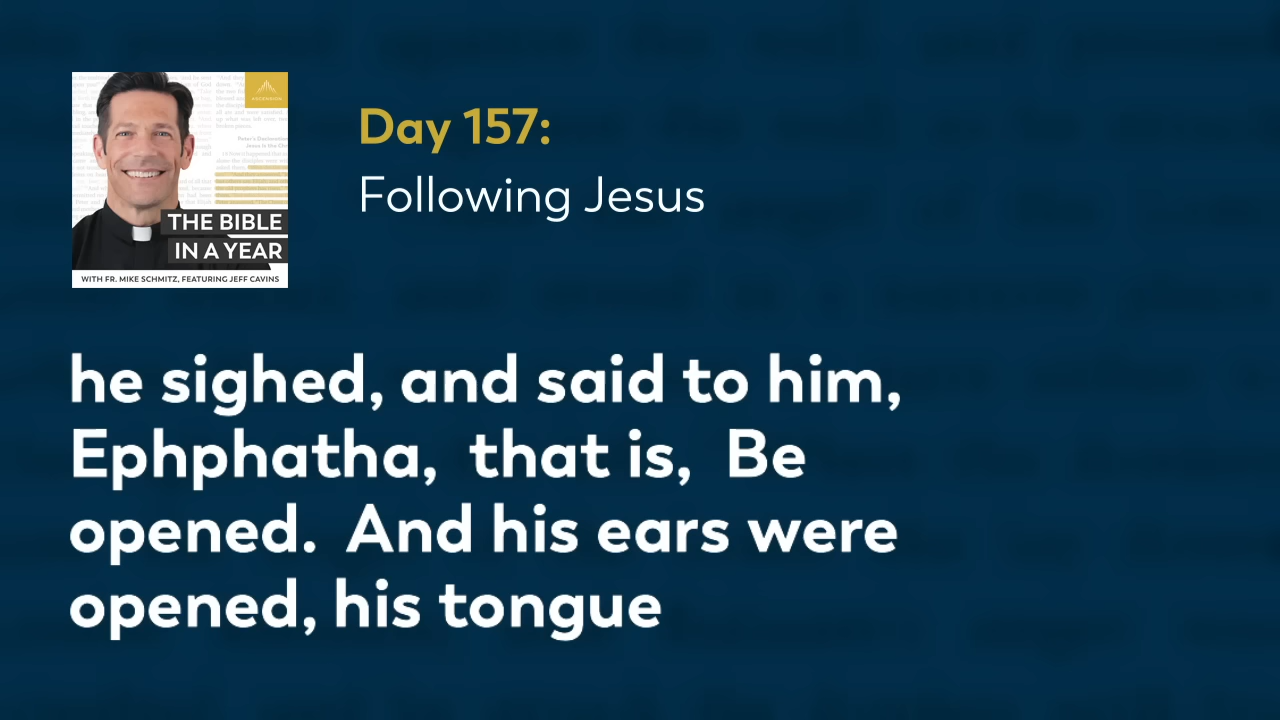 ASCENSION
THE BIBLE
IN A YEAR
WITH FR. MIKE SCHMITZ, FEATURING JEFF CAVINS
Day 157:
Following Jesus
he sighed, and said to him,
Ephphatha, that is, Be
opened. And his ears were
opened, his tongue